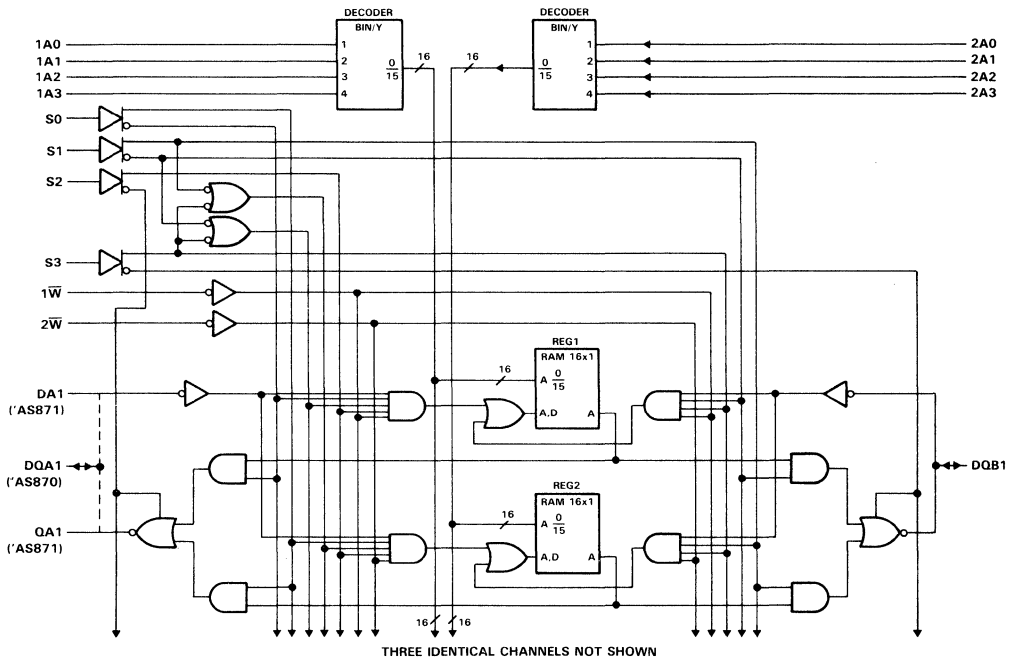 DECODER
BIN/Y
1A0
1A1
1A2
1A3
1
2
3
4
0
15
16
DECODER
BIN/Y
16
0
15
1
2
3
4
2A0
2A1
2A2
2A3
S0
S1
S2
S3
1W̅
2W̅
REG1
RAM 16x1
16
A 0
15
A,D
A
DA1
('AS871)
DQA1
('AS870)
QA1
('AS871)
DQB1
REG2
RAM 16x1
16
A 0
15
A,D
A
16
16
THREE IDENTICAL CHANNELS NOT SHOWN